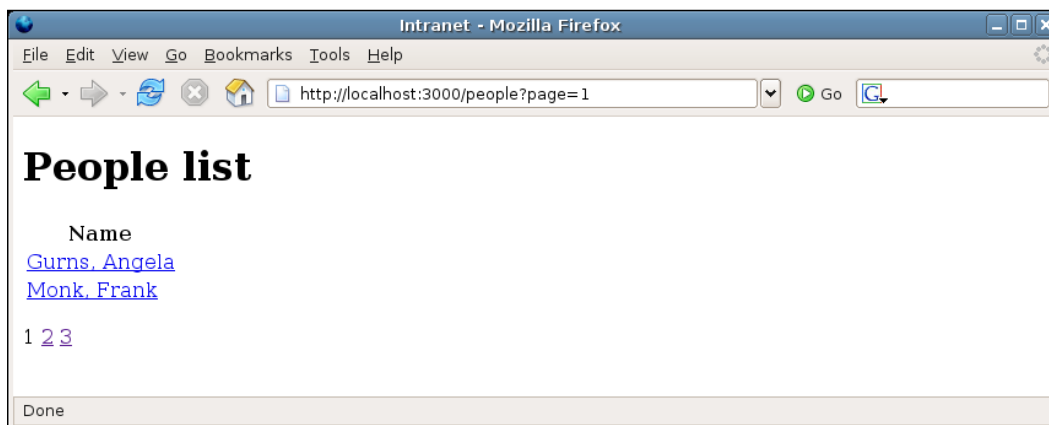 Intranet - Mozilla Firefox
File Edit View Go Bookmarks Tools Help
http://localhost:3000/people?page=1 Go G
People list
Name
Gurns, Angela
Monk, Frank
1 2 3
Done